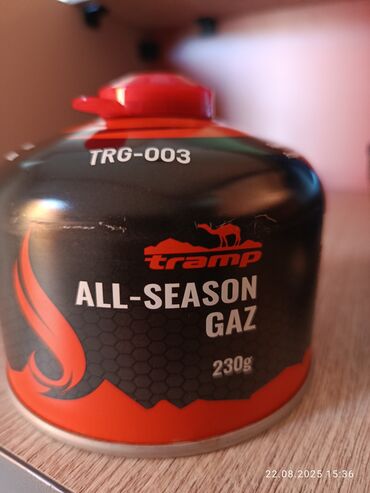 TRG-003
tramp
ALL-SEASON
GAZ
230g
22.08.2025 15:36